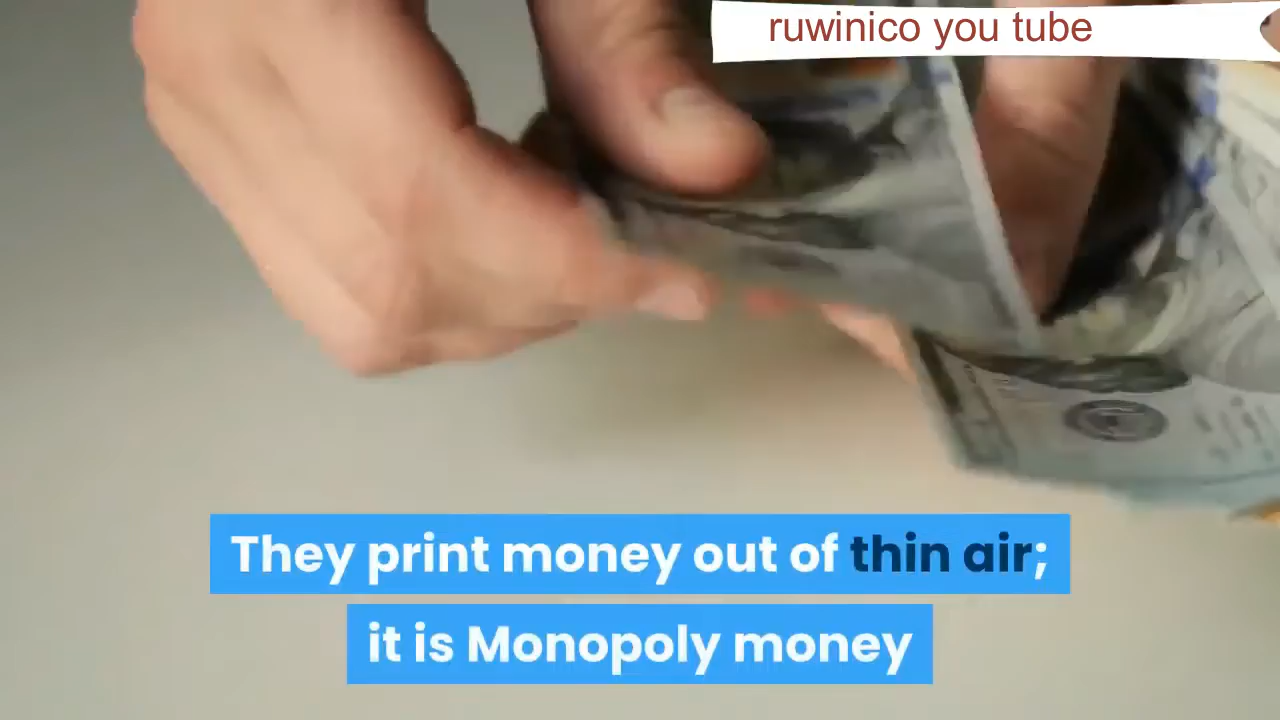 ruwinico you tube
They print money out of thin air;
it is Monopoly money